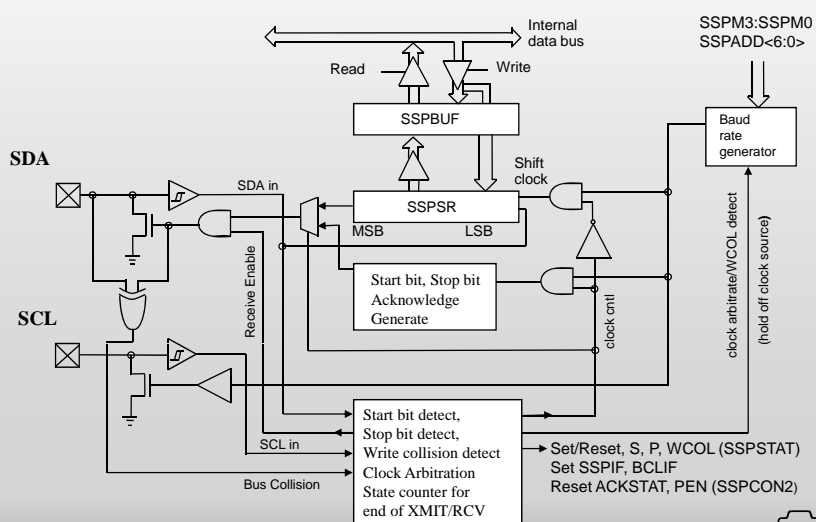 Internal
data bus
SSPM3:SSPM0
SSPADD<6:0>
Read
Write
SSPBUF
Baud
rate
generator
SDA
SDA in
Shift
clock
SSPSR
MSB
LSB
Start bit, Stop bit
Acknowledge
Generate
Receive Enable
clock cntl
clock arbitrate/WCOL detect
(hold off clock source)
SCL
SCL in
Bus Collision
Start bit detect,
Stop bit detect,
Write collision detect
Clock Arbitration
State counter for
end of XMIT/RCV
Set/Reset, S, P, WCOL (SSPSTAT)
Set SSPIF, BCLIF
Reset ACKSTAT, PEN (SSPCON2)